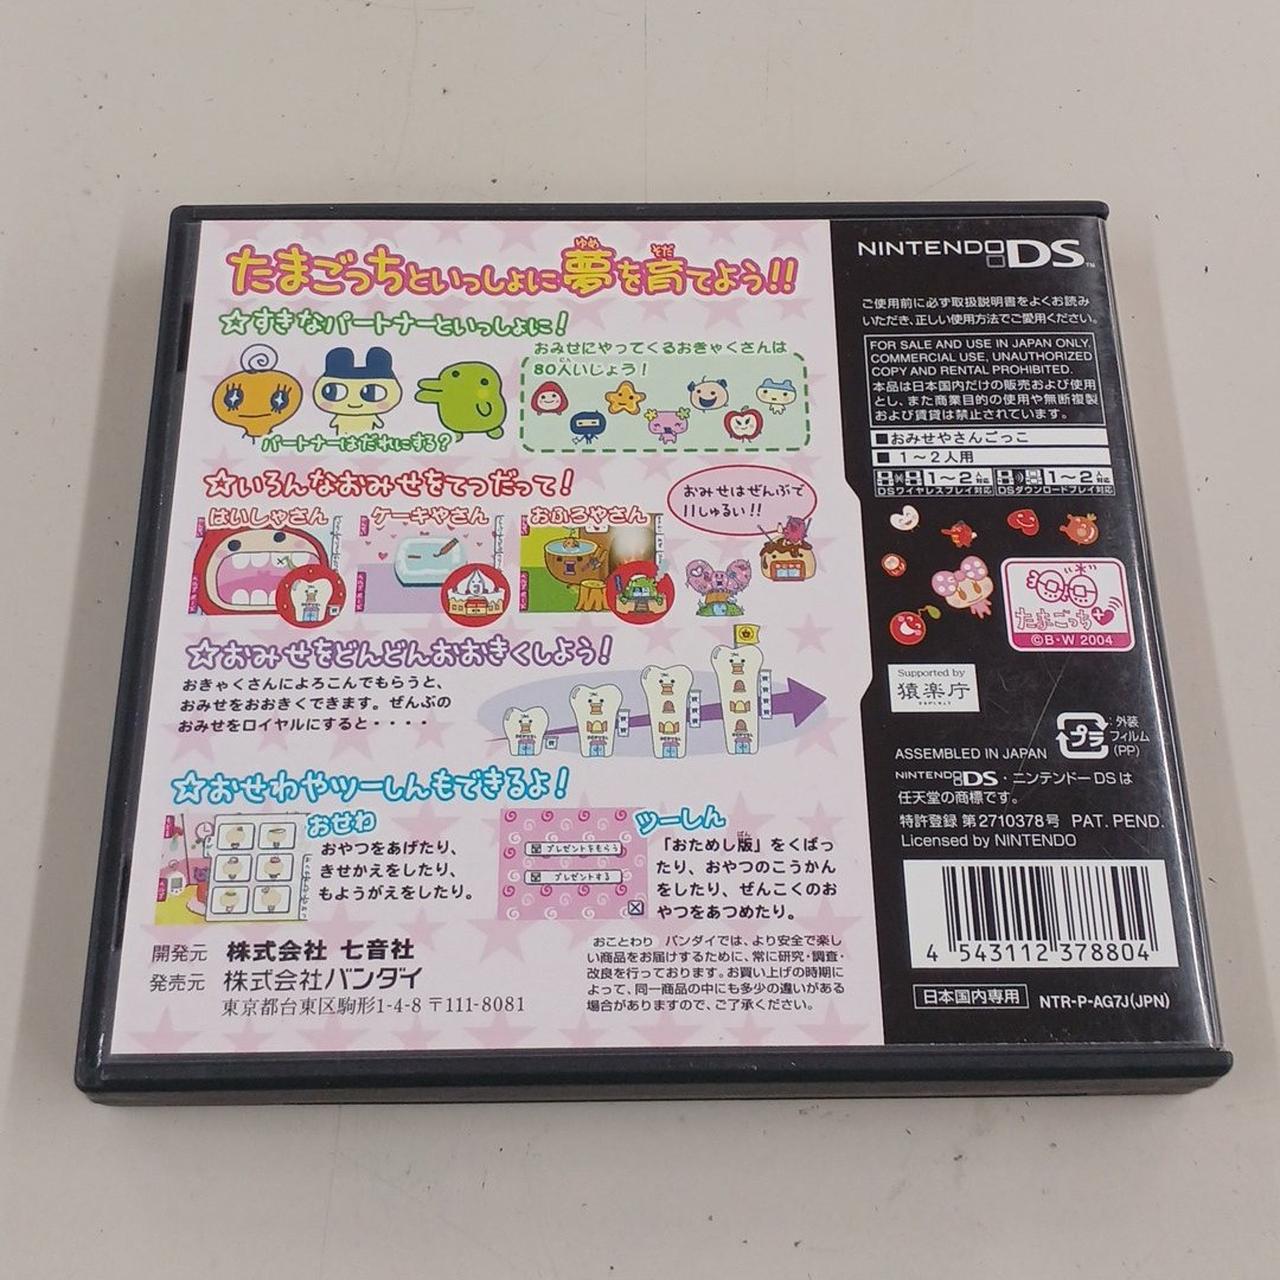 たまごっちといっしょに夢を育てよう!!
ゆめ
そだ
☆すきなパートナーといっしょに!
おみせにやってくるおきゃくさんは
80人いじょう!
にん
パートナーはだれにする?
☆いろんなおみせをてつだって!
おみせはぜんぶで
11しゅるい!!
はいしゃさん
ケーキやさん
おふろやさん
☆おみせをどんどんおおきくしよう!
おきゃくさんによろこんでもらうと、
おみせをおおきくできます。ぜんぶの
おみせをロイヤルにすると・・・・
☆おせわやツーしんもできるよ!
おせわ
おやつをあげたり、
きせかえをしたり、
もようがえをしたり。
プレゼントをもらう
プレゼントする
ツーしん
「おためし版」をくばっ
ばん
たり、おやつのこうかん
をしたり、ぜんこくのお
やつをあつめたり。
開発元 株式会社 七音社
発売元 株式会社バンダイ
東京都台東区駒形1-4-8 〒111-8081
おことわり バンダイでは、より安全で楽し
い商品をお届けするために、常に研究・調査・
改良を行っております。お買い上げの時期に
よって、同一商品の中にも多少の違いがある
場合がありますので、ご了承ください。
NINTENDO DS™
ご使用前に必ず取扱説明書をよくお読み
いただき、正しい使用方法でご愛用ください。
FOR SALE AND USE IN JAPAN ONLY.
COMMERCIAL USE, UNAUTHORIZED
COPY AND RENTAL PROHIBITED.
本品は日本国内だけの販売および使用
とし、また商業目的の使用や無断複製
および賃貸は禁止されています。
■おみせやさんごっこ
■1〜2人用
1〜2人
DSワイヤレスプレイ対応
1〜2人
DSダウンロードプレイ対応
たまごっち
©B・W 2004
Supported by
猿楽庁
ASSEMBLED IN JAPAN
プラ
:外装
フィルム
(PP)
NINTENDO DS・ニンテンドーDSは
任天堂の商標です。
特許登録 第2710378号 PAT. PEND.
Licensed by NINTENDO
4 543112 378804
日本国内専用
NTR-P-AG7J(JPN)